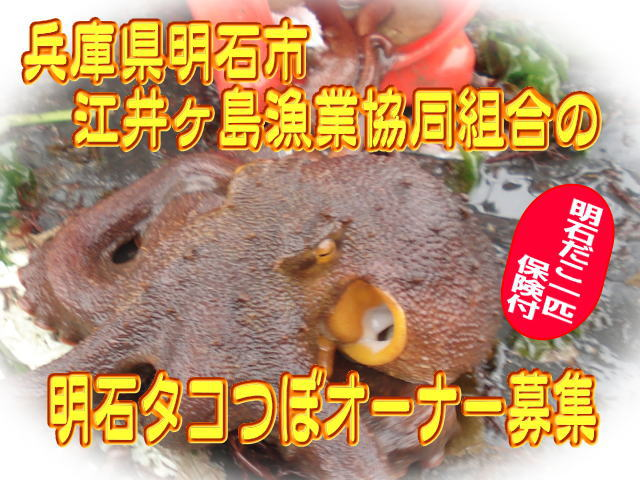 兵庫県明石市
江井ヶ島漁業協同組合の
明石だこ一匹
保険付
明石タコつぼオーナー募集